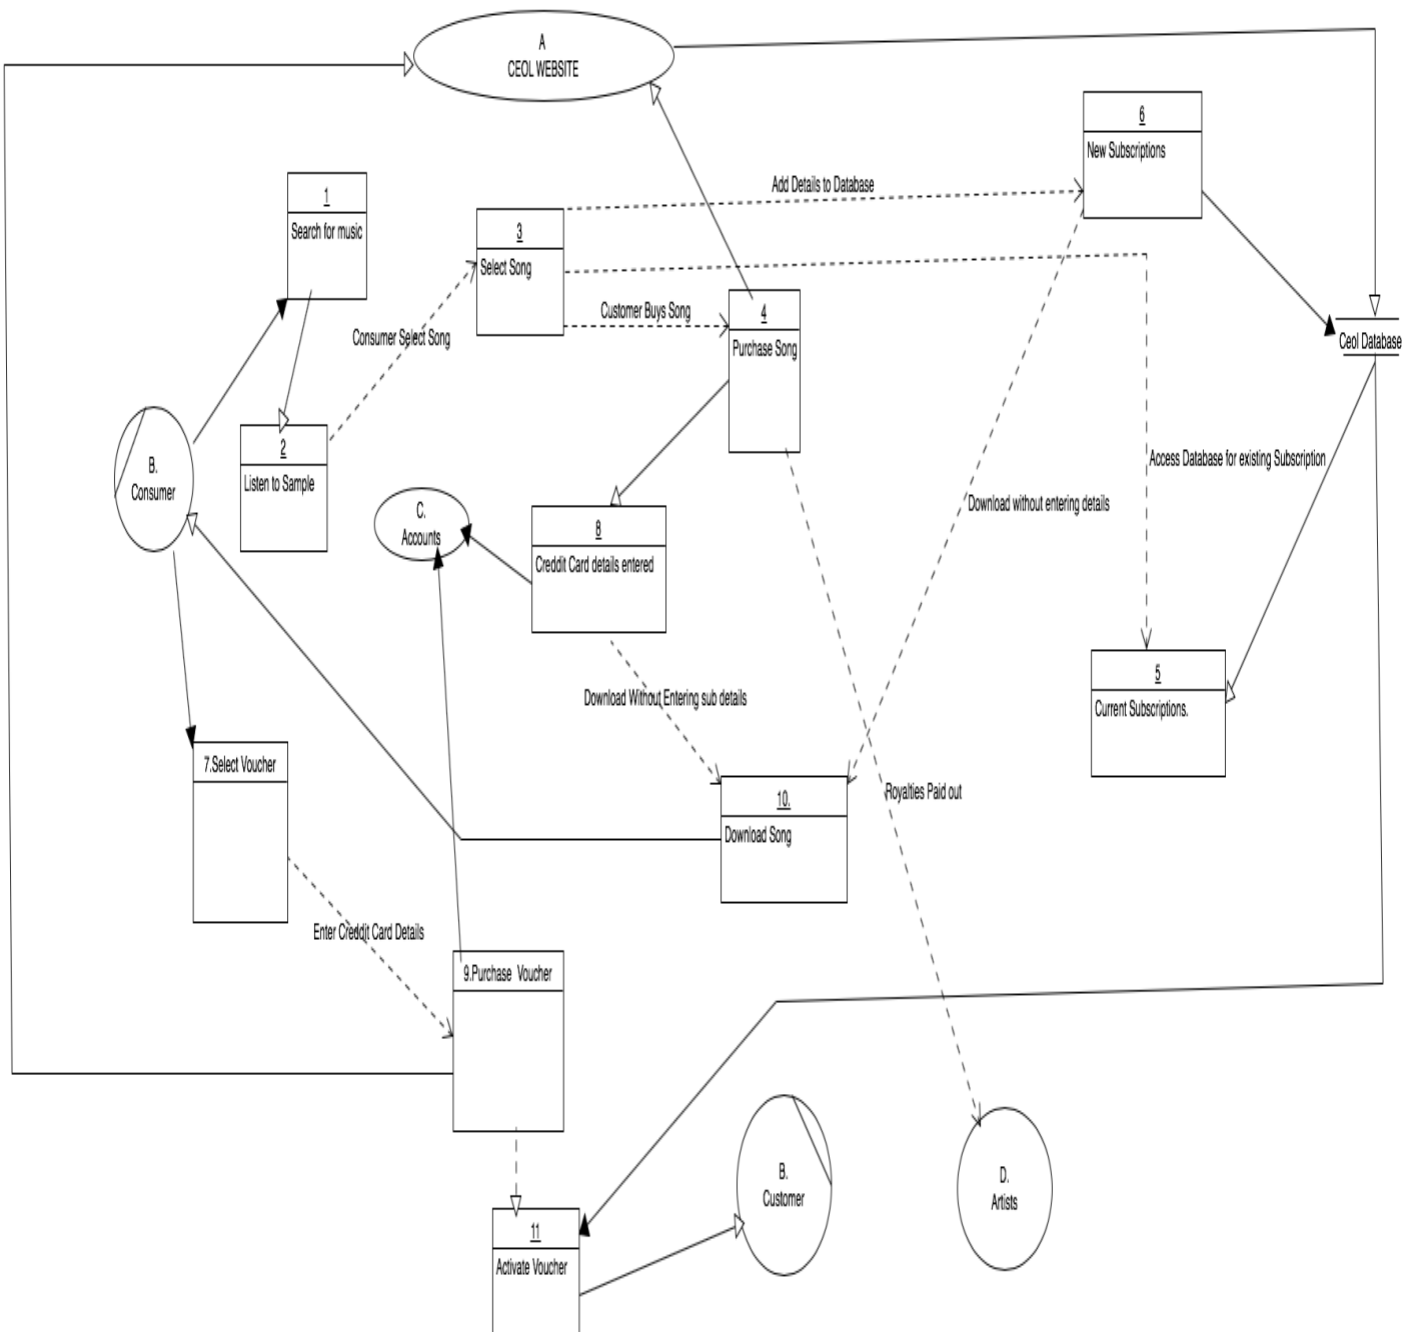 A
CEOL WEBSITE
6
New Subscriptions
1
Search for music
Add Details to Database
3
Select Song
Consumer Select Song
Customer Buys Song
4
Purchase Song
Ceol Database
B.
Consumer
2
Listen to Sample
Access Database for existing Subscription
C.
Accounts
8
Creddit Card details entered
Download without entering details
Download Without Entering sub details
5
Current Subscriptions.
7.Select Voucher
10.
Download Song
Royalties Paid out
Enter Creddit Card Details
9.Purchase Voucher
B.
Customer
D.
Artists
11
Activate Voucher